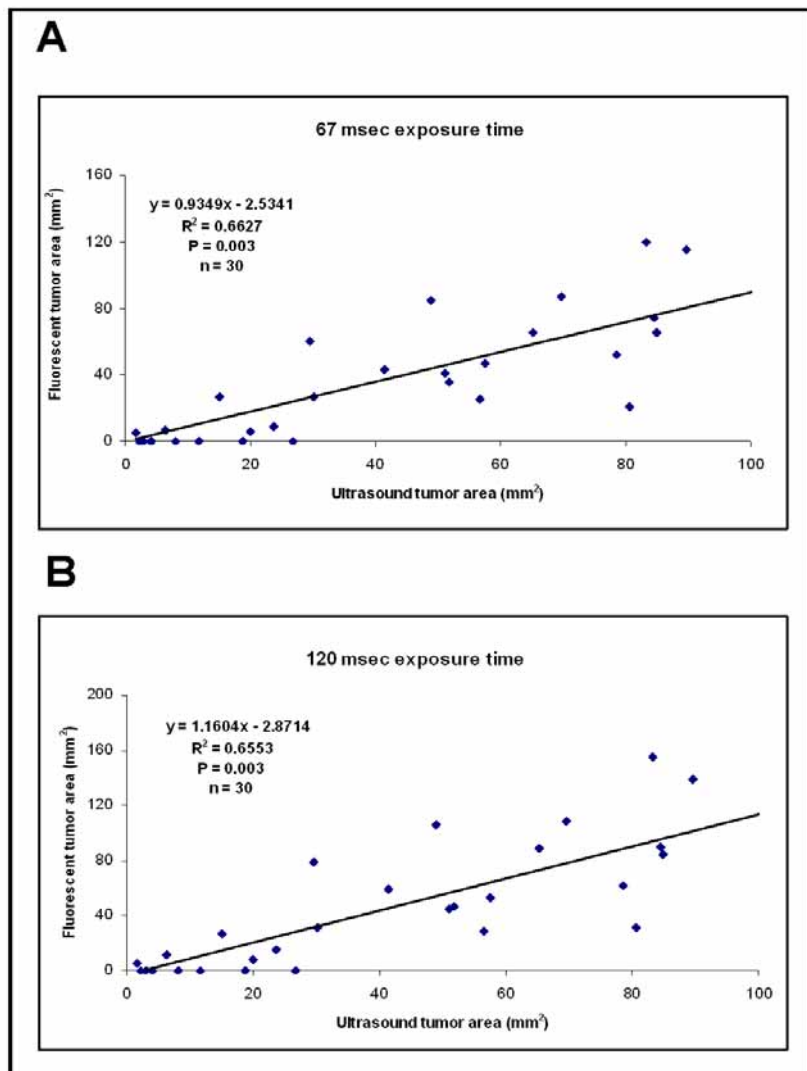 A
67 msec exposure time
160
120
80
40
0
Fluorescent tumor area (mm²)
y = 0.9349x - 2.5341
R² = 0.6627
P = 0.003
n = 30
0 20 40 60 80 100
Ultrasound tumor area (mm²)
B
120 msec exposure time
200
160
120
80
40
0
Fluorescent tumor area (mm²)
y = 1.1604x - 2.8714
R² = 0.6553
P = 0.003
n = 30
0 20 40 60 80 100
Ultrasound tumor area (mm²)